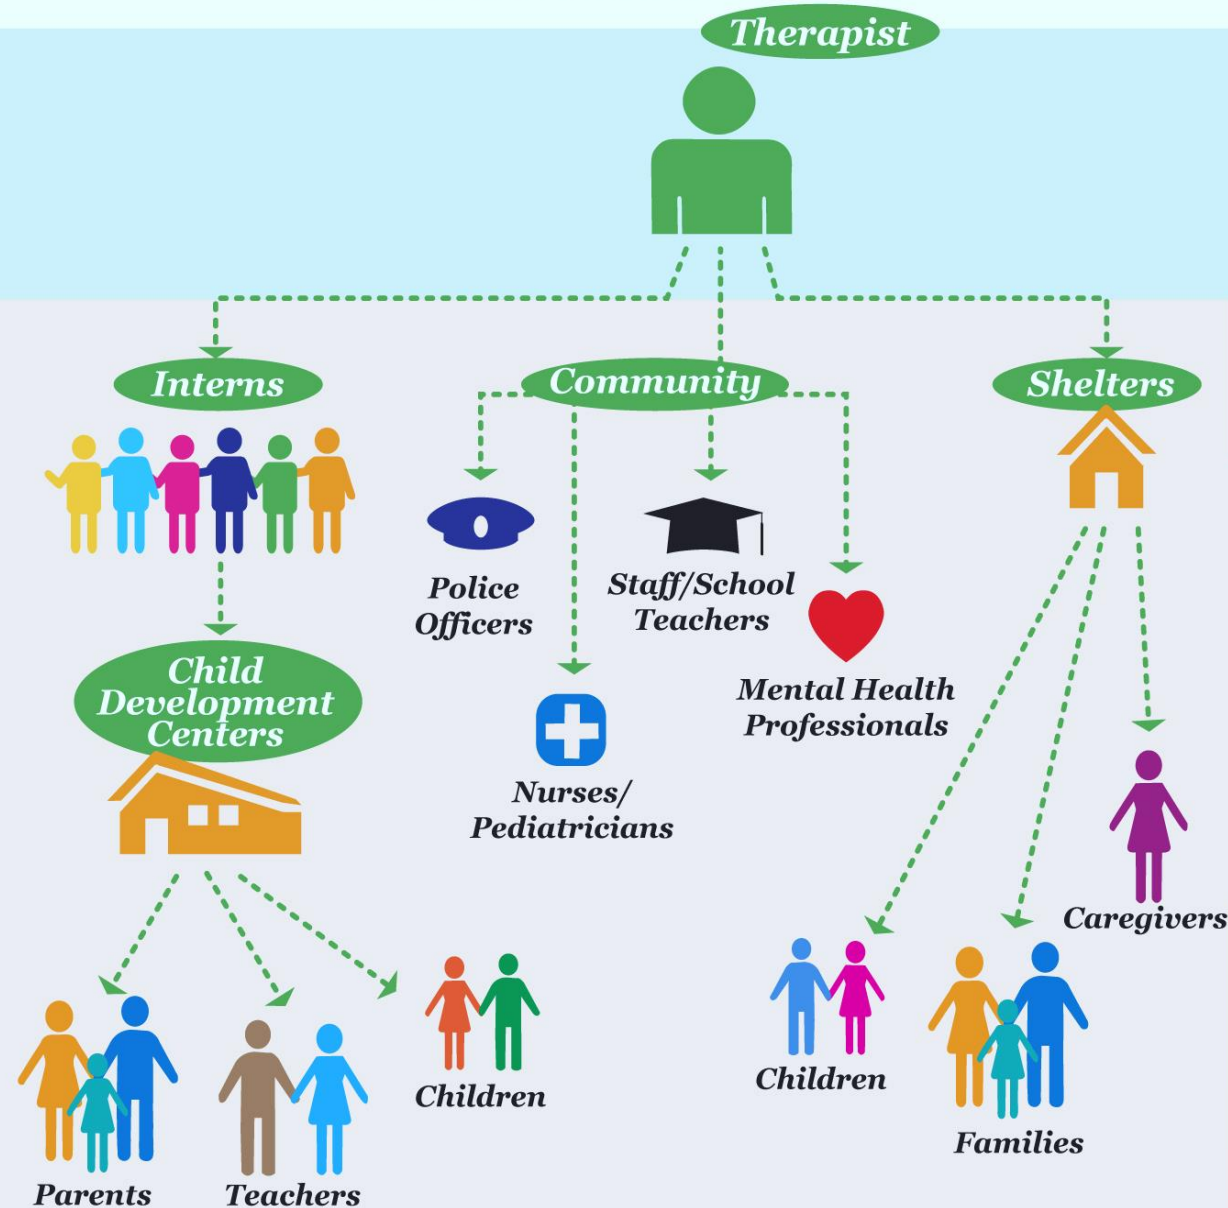 Therapist
Interns
Community
Shelters
Police
Officers
Staff/School
Teachers
Mental Health
Professionals
Nurses/
Pediatricians
Child
Development
Centers
Caregivers
Parents
Teachers
Children
Children
Families